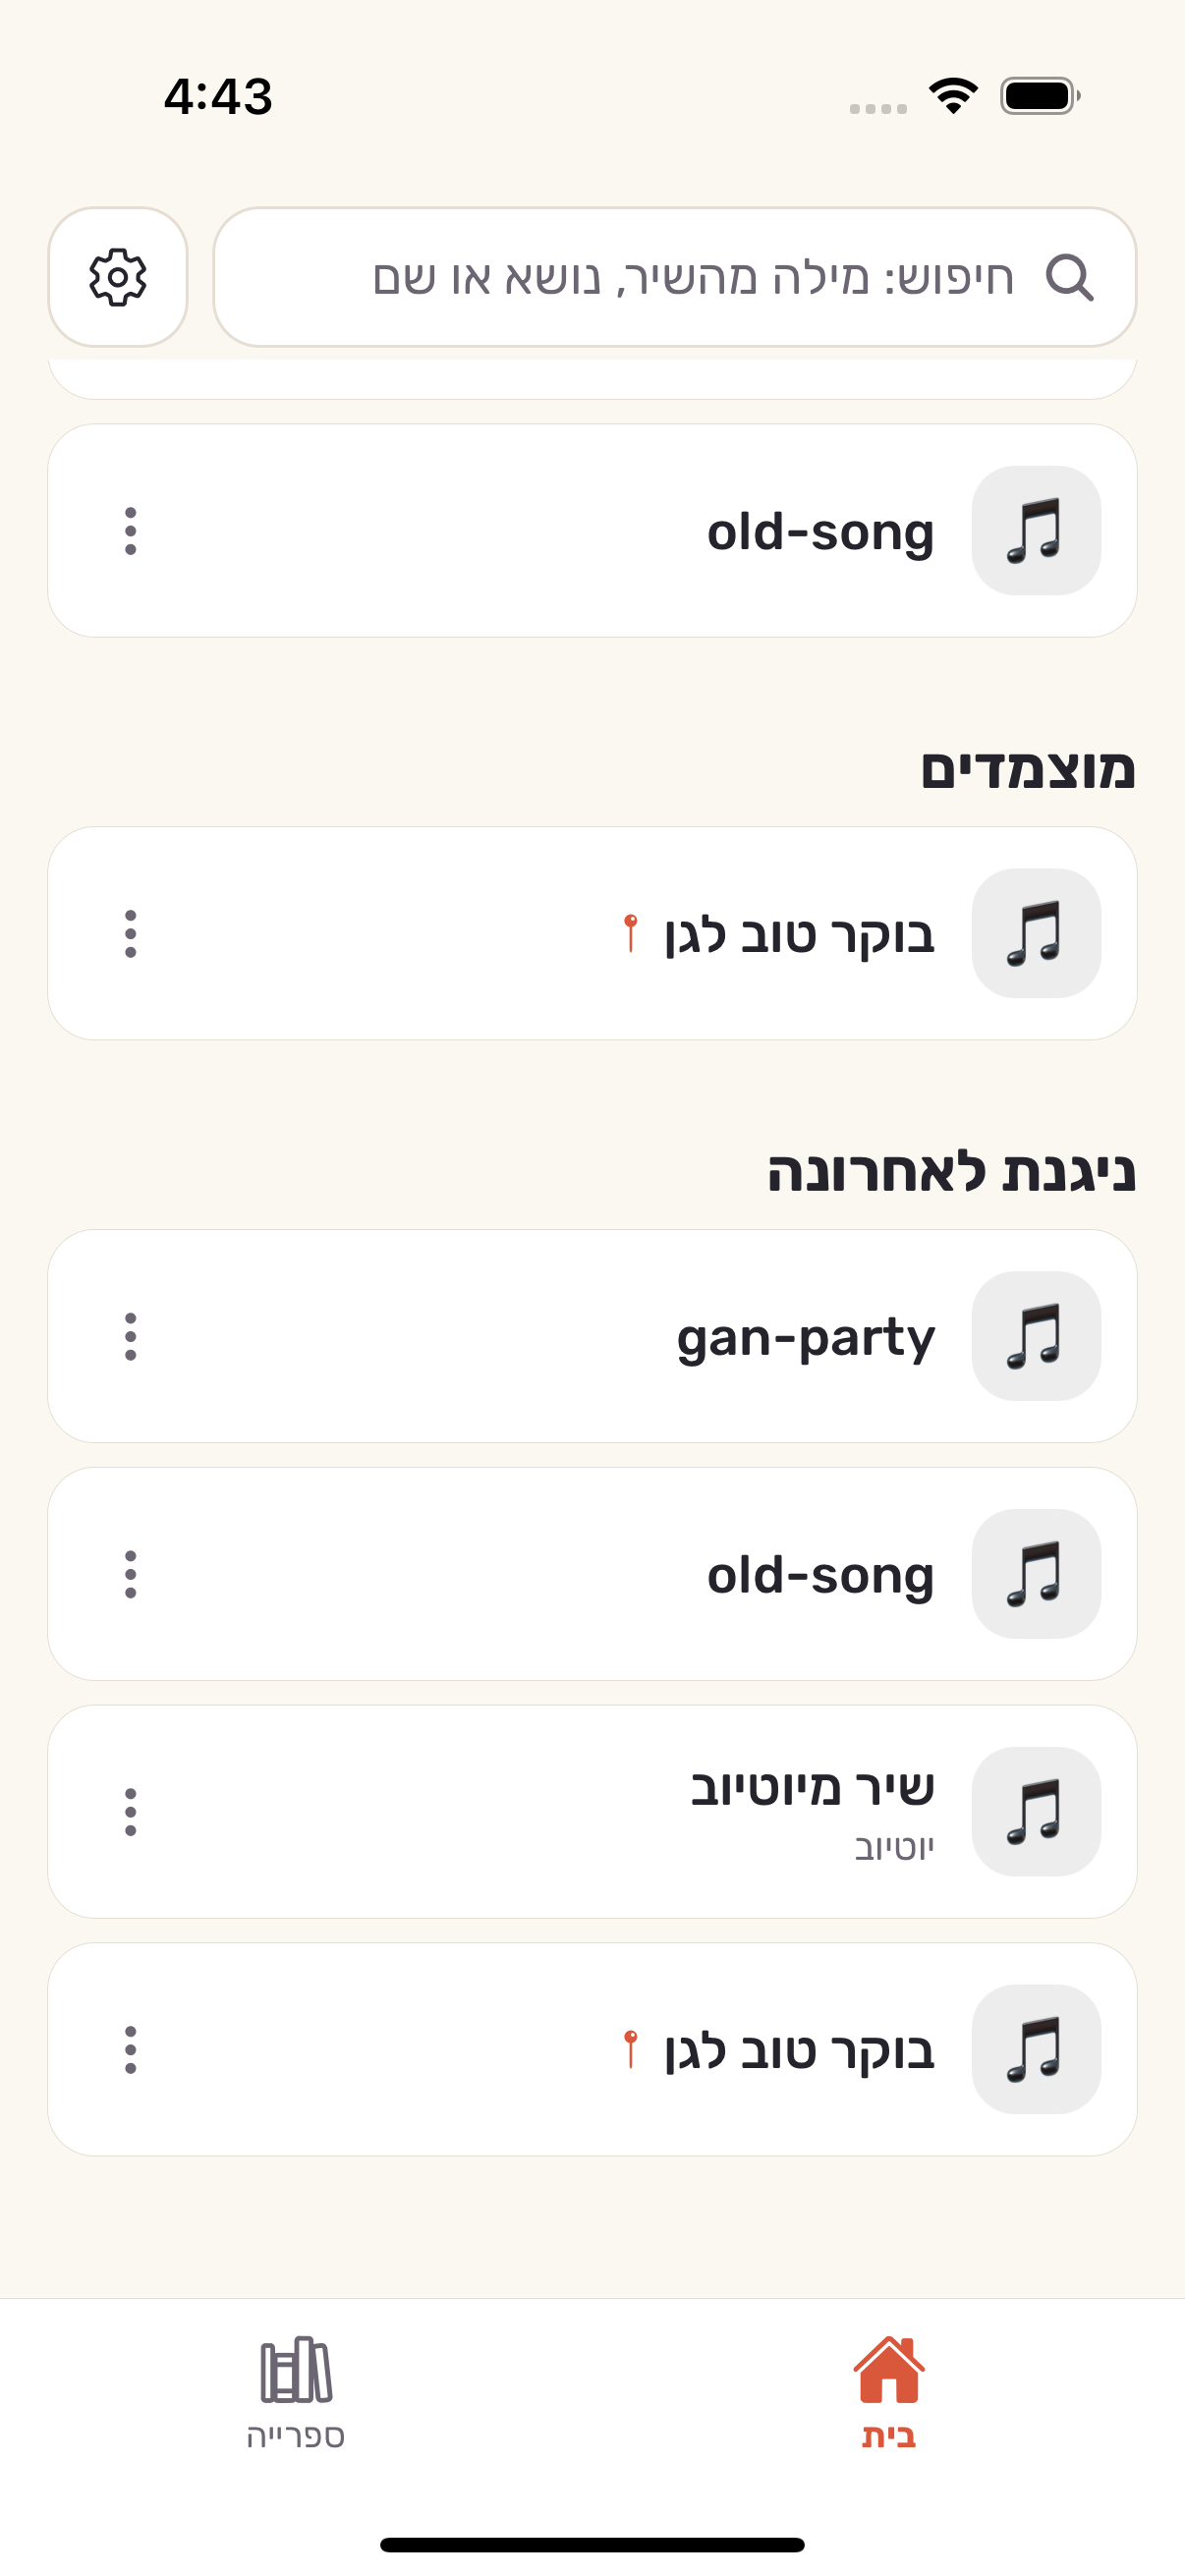 4:43
חיפוש: מילה מהשיר, נושא או שם
old-song
מוצמדים
בוקר טוב לגן
ניגנת לאחרונה
gan-party
old-song
שיר מיוטיוב
יוטיוב
בוקר טוב לגן
בית
ספרייה